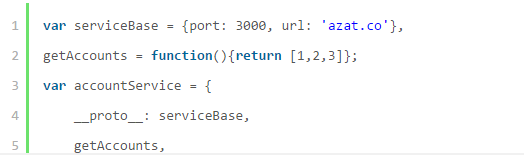 1 var serviceBase = {port: 3000, url: 'azat.co'},
2 getAccounts = function(){return [1,2,3]};
3 var accountService = {
4     __proto__: serviceBase,
5     getAccounts,